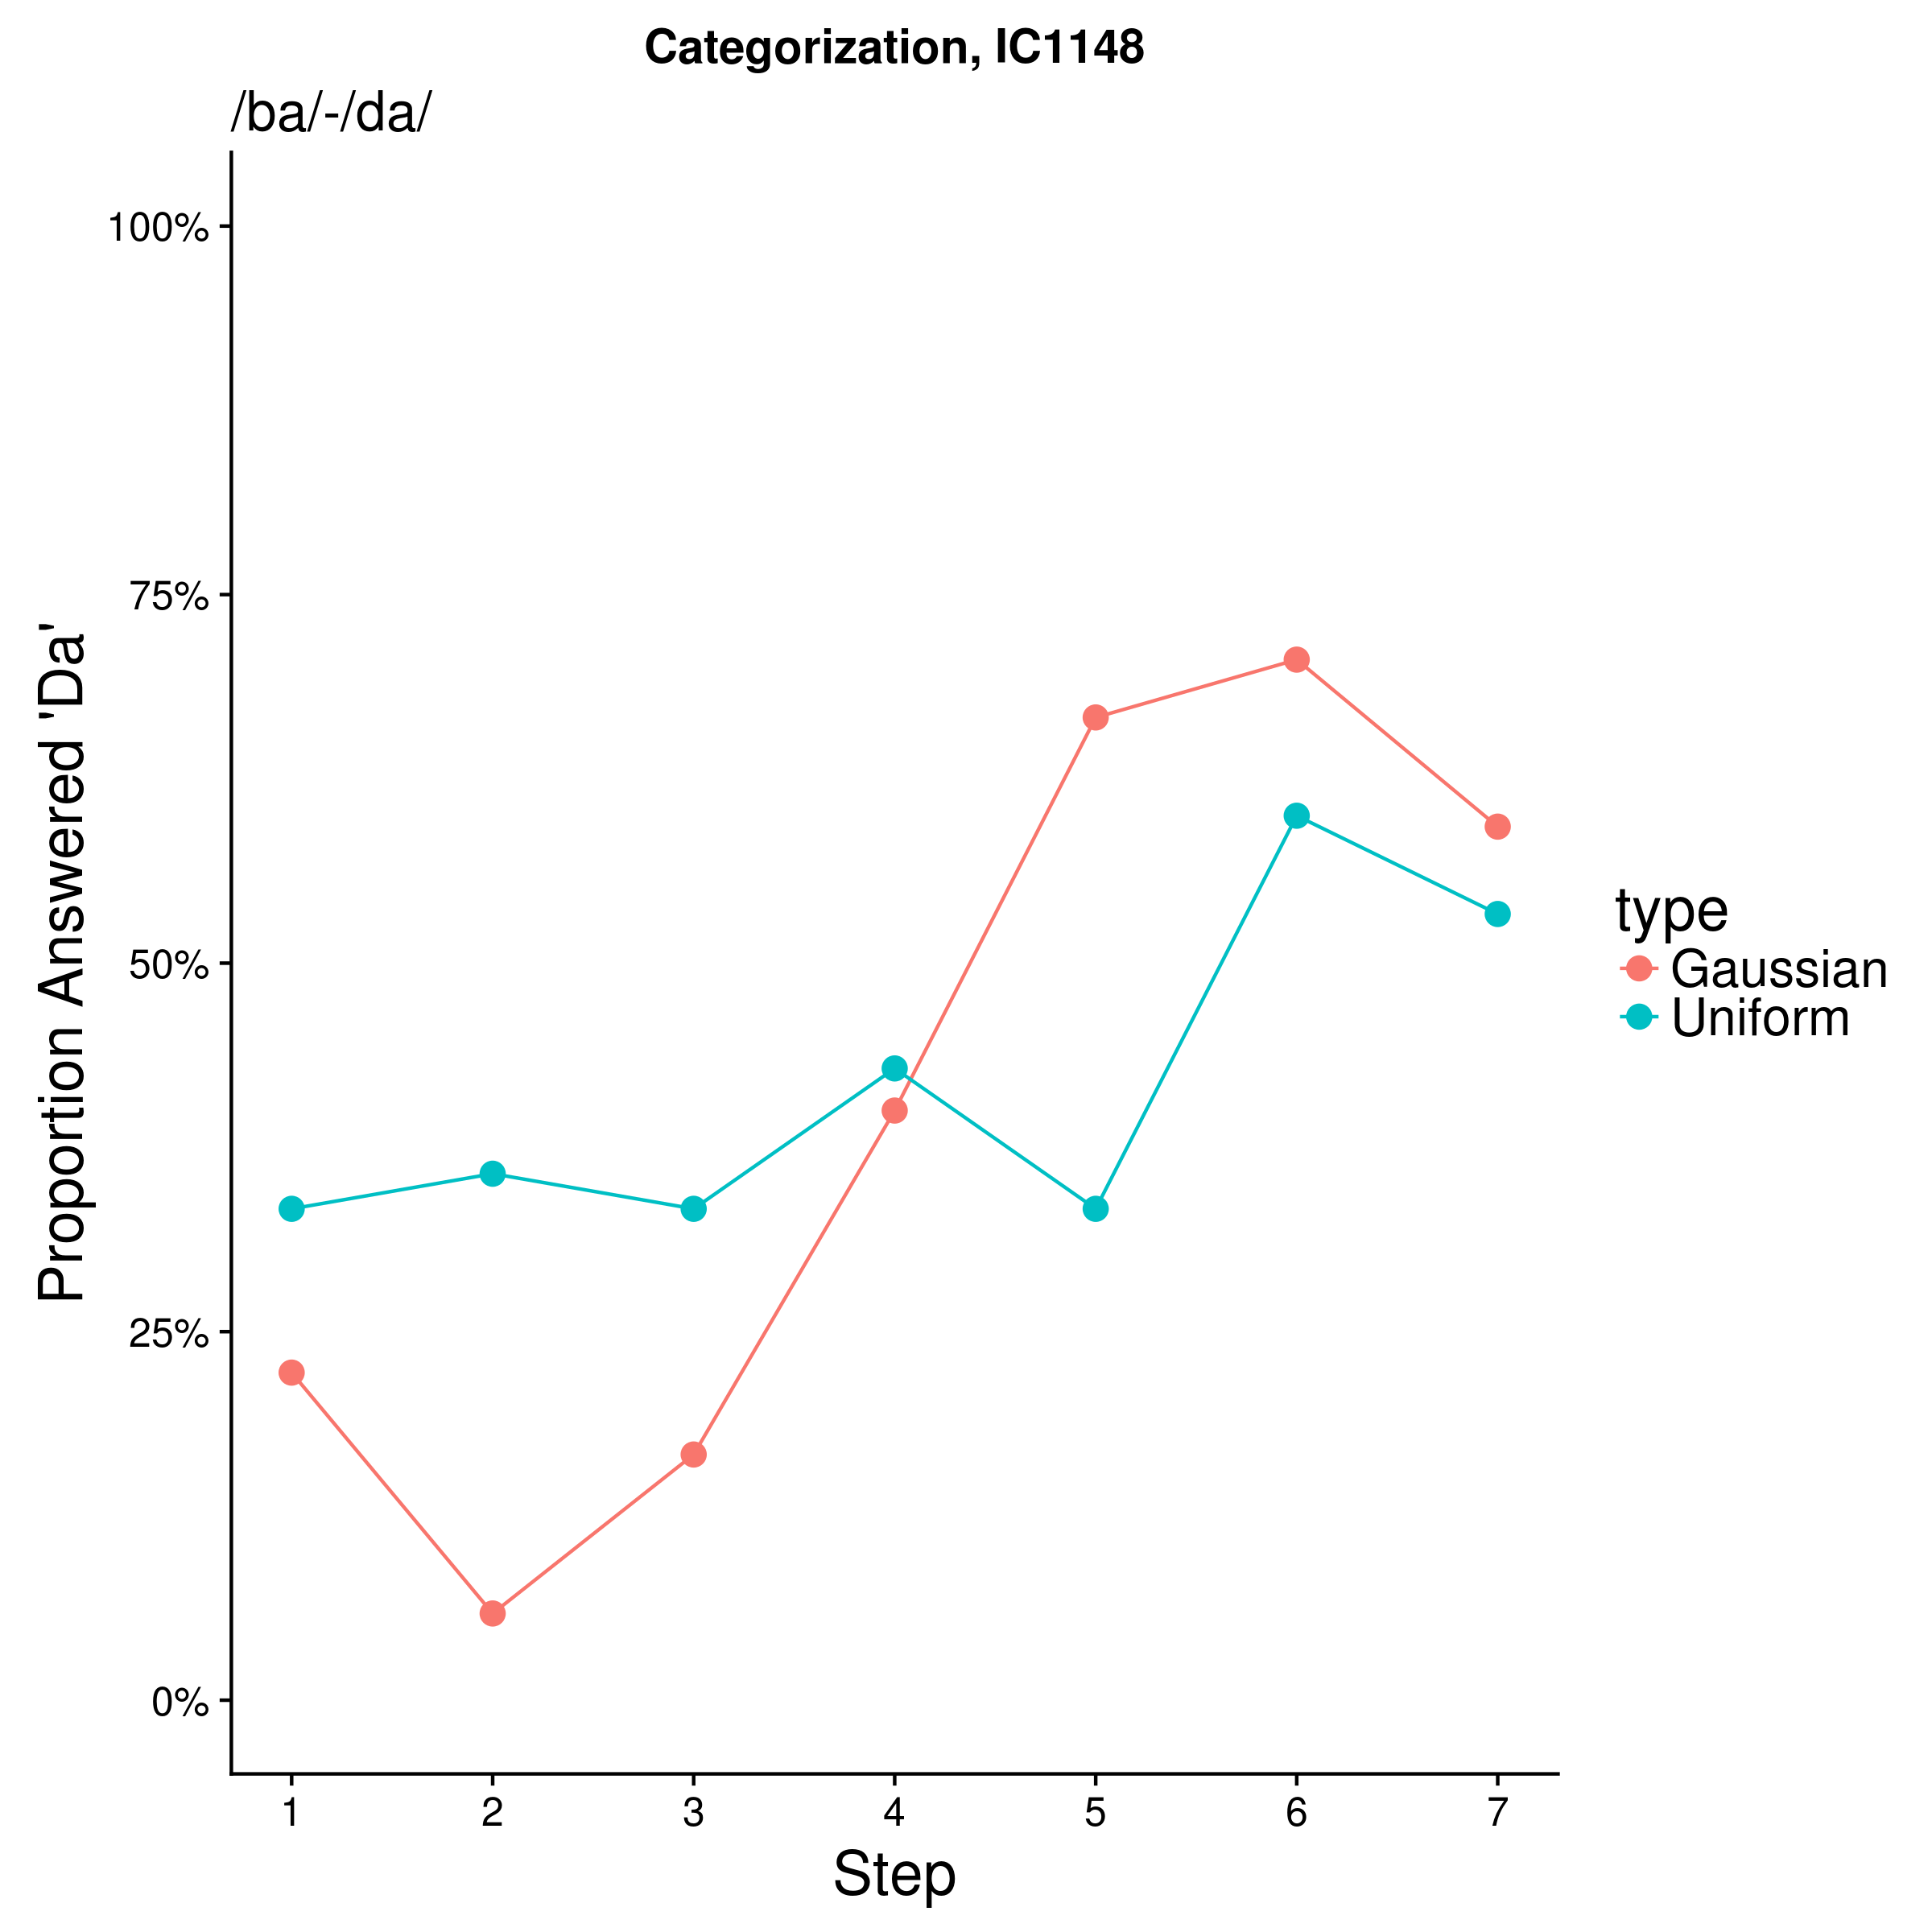 Categorization, IC1148
/ba/-/da/
100%
75%
50%
25%
0%
Proportion Answered 'Da'
1 2 3 4 5 6 7
Step
type
Gaussian
Uniform